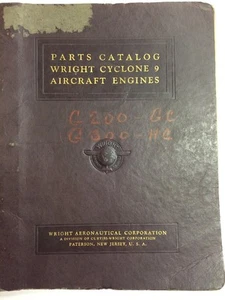 PARTS CATALOG
WRIGHT CYCLONE 9
AIRCRAFT ENGINES
WRIGHT AERONAUTICAL CORPORATION
A DIVISION OF CURTISS-WRIGHT CORPORATION
PATERSON, NEW JERSEY, U. S. A.